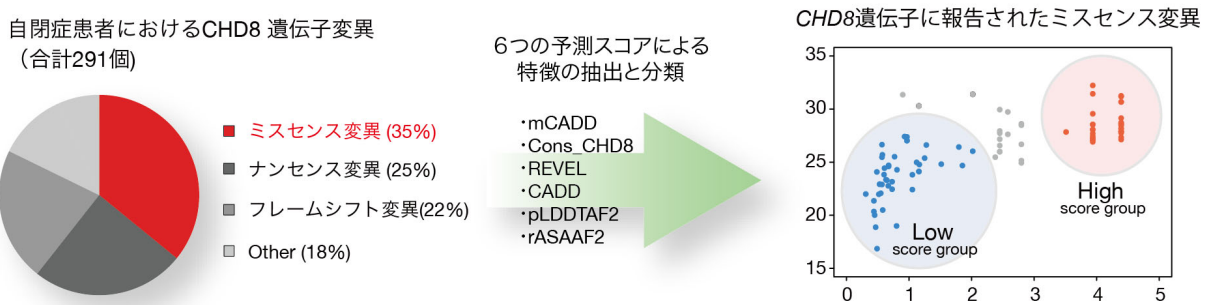 自閉症患者におけるCHD8 遺伝子変異
（合計291個)
ミスセンス変異 (35%)
ナンセンス変異 (25%)
フレームシフト変異(22%)
Other (18%)
６つの予測スコアによる
特徴の抽出と分類
・mCADD
・Cons_CHD8
・REVEL
・CADD
・pLDDTAF2
・rASAAF2
CHD8遺伝子に報告されたミスセンス変異
35
30
25
20
15
0 1 2 3 4 5
Low
score group
High
score group